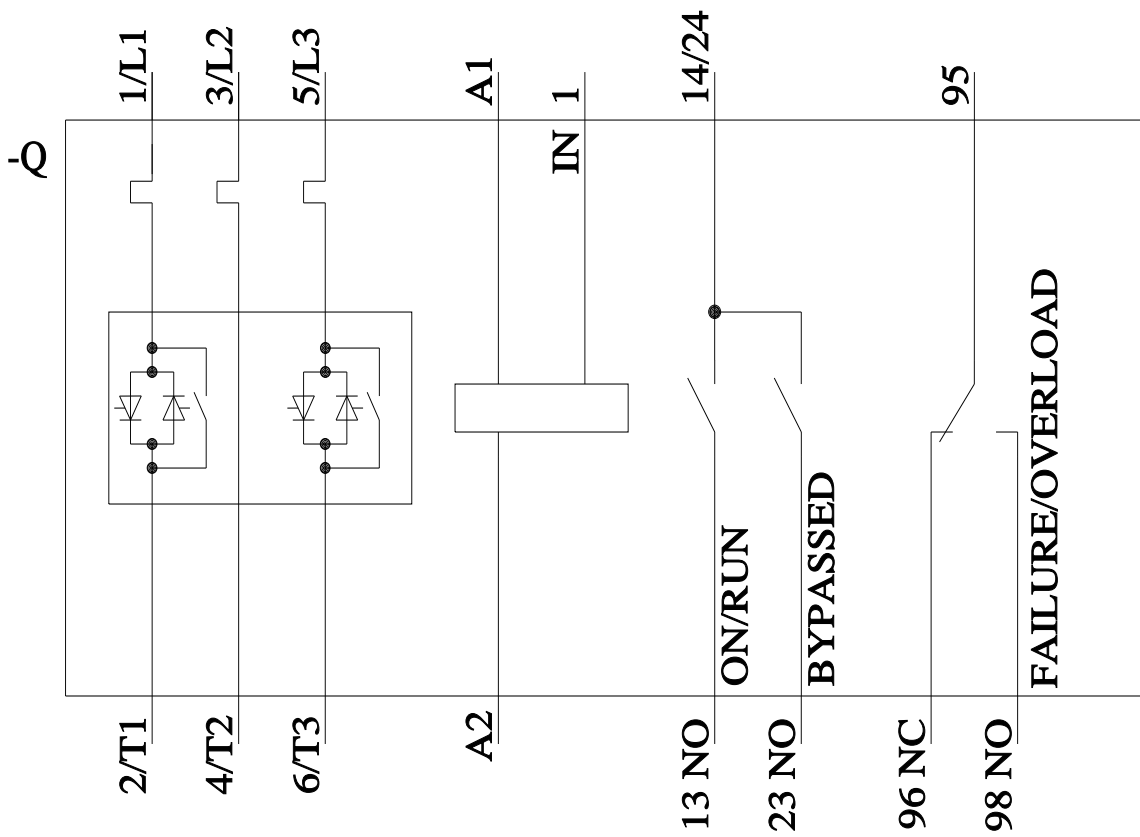 1/L1
3/L2
5/L3
A1
1
14/24
95
-Q
IN
ON/RUN
BYPASSED
FAILURE/OVERLOAD
2/T1
4/T2
6/T3
A2
13 NO
23 NO
96 NC
98 NO